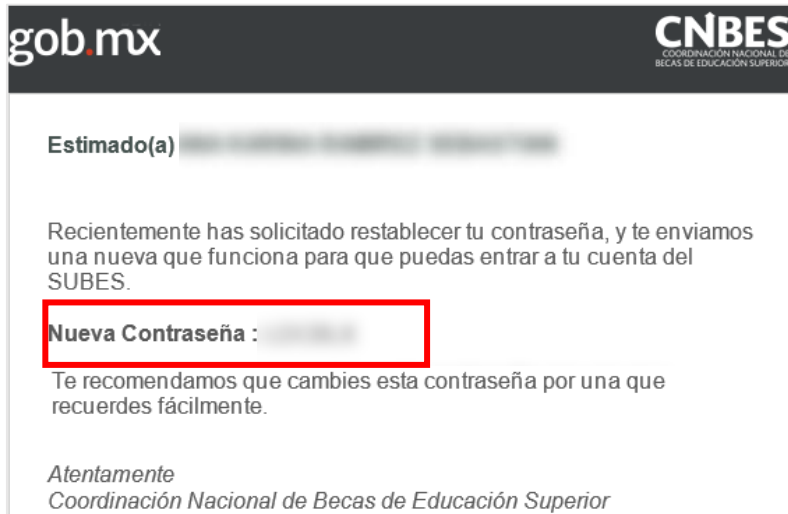 gob.mx
CNBES
COORDINACIÓN NACIONAL DE
BECAS DE EDUCACIÓN SUPERIOR
Estimado(a)
Recientemente has solicitado restablecer tu contraseña, y te enviamos
una nueva que funciona para que puedas entrar a tu cuenta del
SUBES.
Nueva Contraseña :
Te recomendamos que cambies esta contraseña por una que
recuerdes fácilmente.
Atentamente
Coordinación Nacional de Becas de Educación Superior